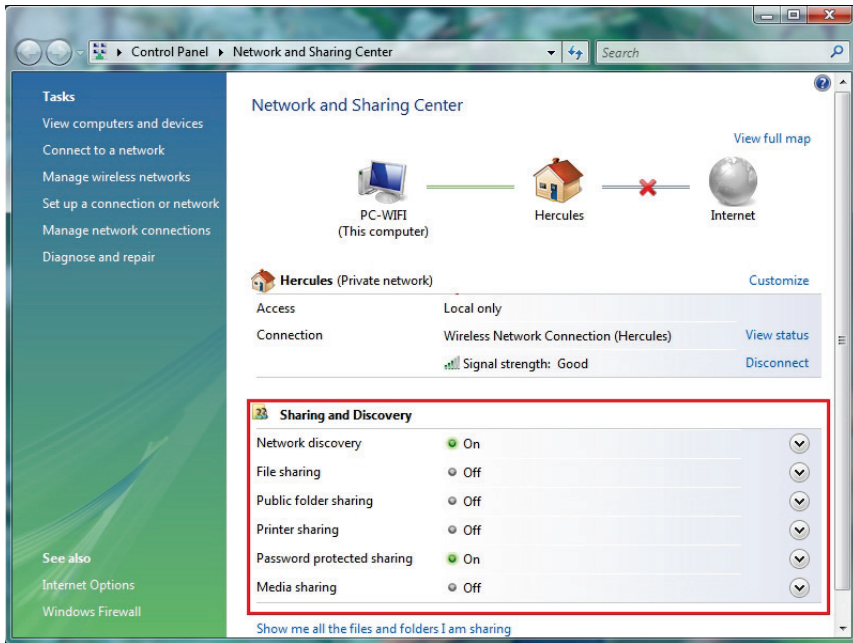 Control Panel ▸ Network and Sharing Center
Search
Tasks
View computers and devices
Connect to a network
Manage wireless networks
Set up a connection or network
Manage network connections
Diagnose and repair
See also
Internet Options
Windows Firewall
Network and Sharing Center
View full map
PC-WIFI
(This computer)
Hercules
Internet
Hercules (Private network) Customize
Access Local only
Connection Wireless Network Connection (Hercules) View status
Signal strength: Good Disconnect
Sharing and Discovery
Network discovery On
File sharing Off
Public folder sharing Off
Printer sharing Off
Password protected sharing On
Media sharing Off
Show me all the files and folders I am sharing